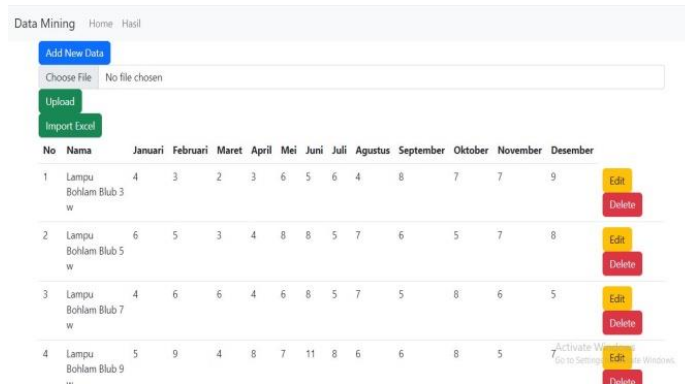 Data Mining Home Hasil
Add New Data
Choose File No file chosen
Upload
Import Excel
No Nama Januari Februari Maret April Mei Juni Juli Agustus September Oktober November Desember
1 Lampu 4 3 2 3 6 5 6 4 8 7 7 9 Edit
Bohlam Blub 3
w Delete
2 Lampu 6 5 3 4 8 8 5 7 6 5 7 8 Edit
Bohlam Blub 5
w Delete
3 Lampu 4 6 6 4 6 8 5 7 5 8 6 5 Edit
Bohlam Blub 7
w Delete
4 Lampu 5 9 4 8 7 11 8 6 6 8 5 7 Edit
Bohlam Blub 9
w Delete
Activate Windows
Go to Settings Windows.